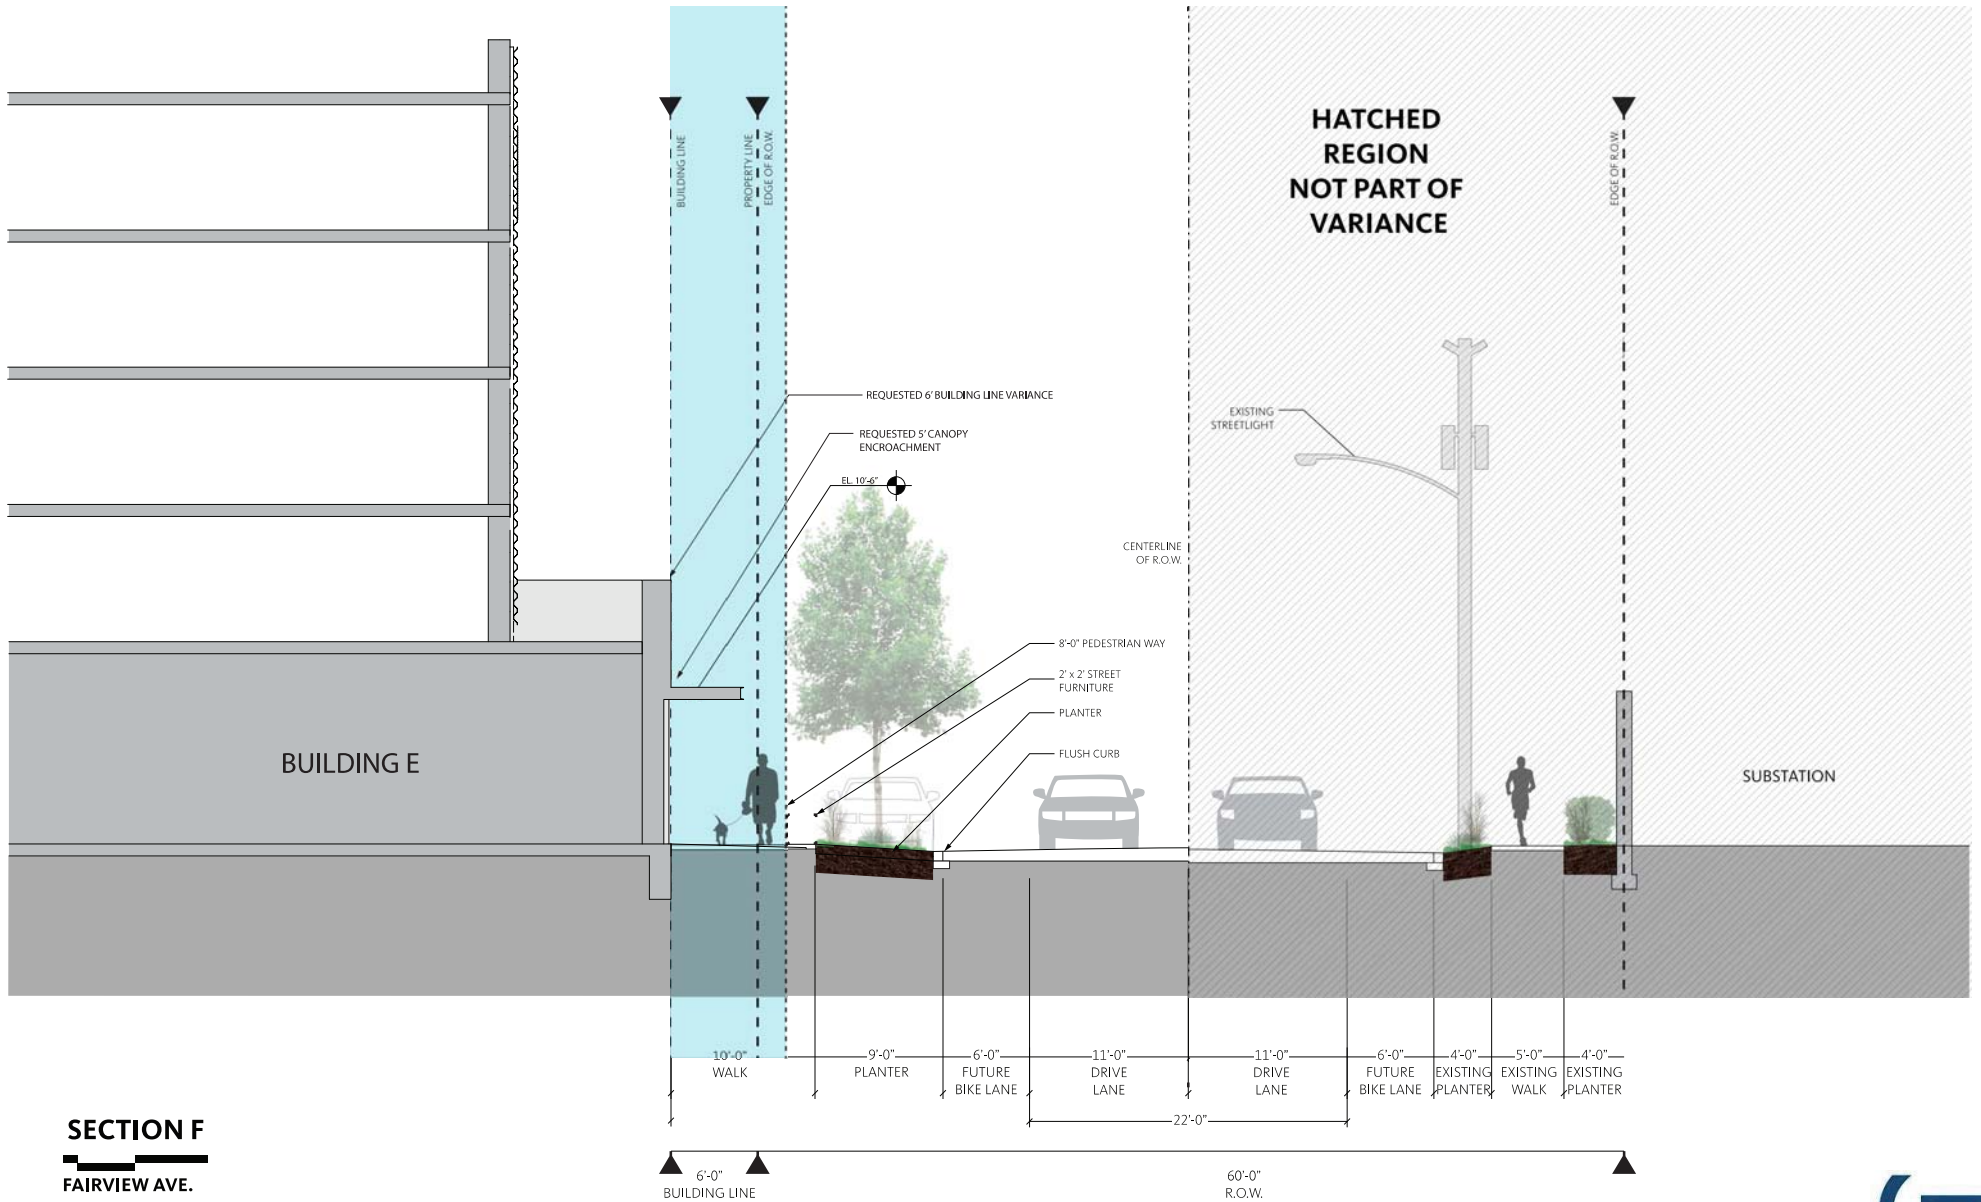 HATCHED
REGION
NOT PART OF
VARIANCE
BUILDING LINE
PROPERTY LINE
EDGE OF R.O.W.
EDGE OF R.O.W.
REQUESTED 6' BUILDING LINE VARIANCE
REQUESTED 5' CANOPY
ENCROACHMENT
EL. 10'-6"
EXISTING
STREETLIGHT
CENTERLINE
OF R.O.W.
8'-0" PEDESTRIAN WAY
2' x 2' STREET
FURNITURE
PLANTER
FLUSH CURB
BUILDING E
SUBSTATION
10'-0"
WALK
9'-0"
PLANTER
6'-0"
FUTURE
BIKE LANE
11'-0"
DRIVE
LANE
11'-0"
DRIVE
LANE
6'-0"
FUTURE
BIKE LANE
4'-0"
EXISTING
PLANTER
5'-0"
EXISTING
WALK
4'-0"
EXISTING
PLANTER
22'-0"
6'-0"
BUILDING LINE
60'-0"
R.O.W.
SECTION F
FAIRVIEW AVE.